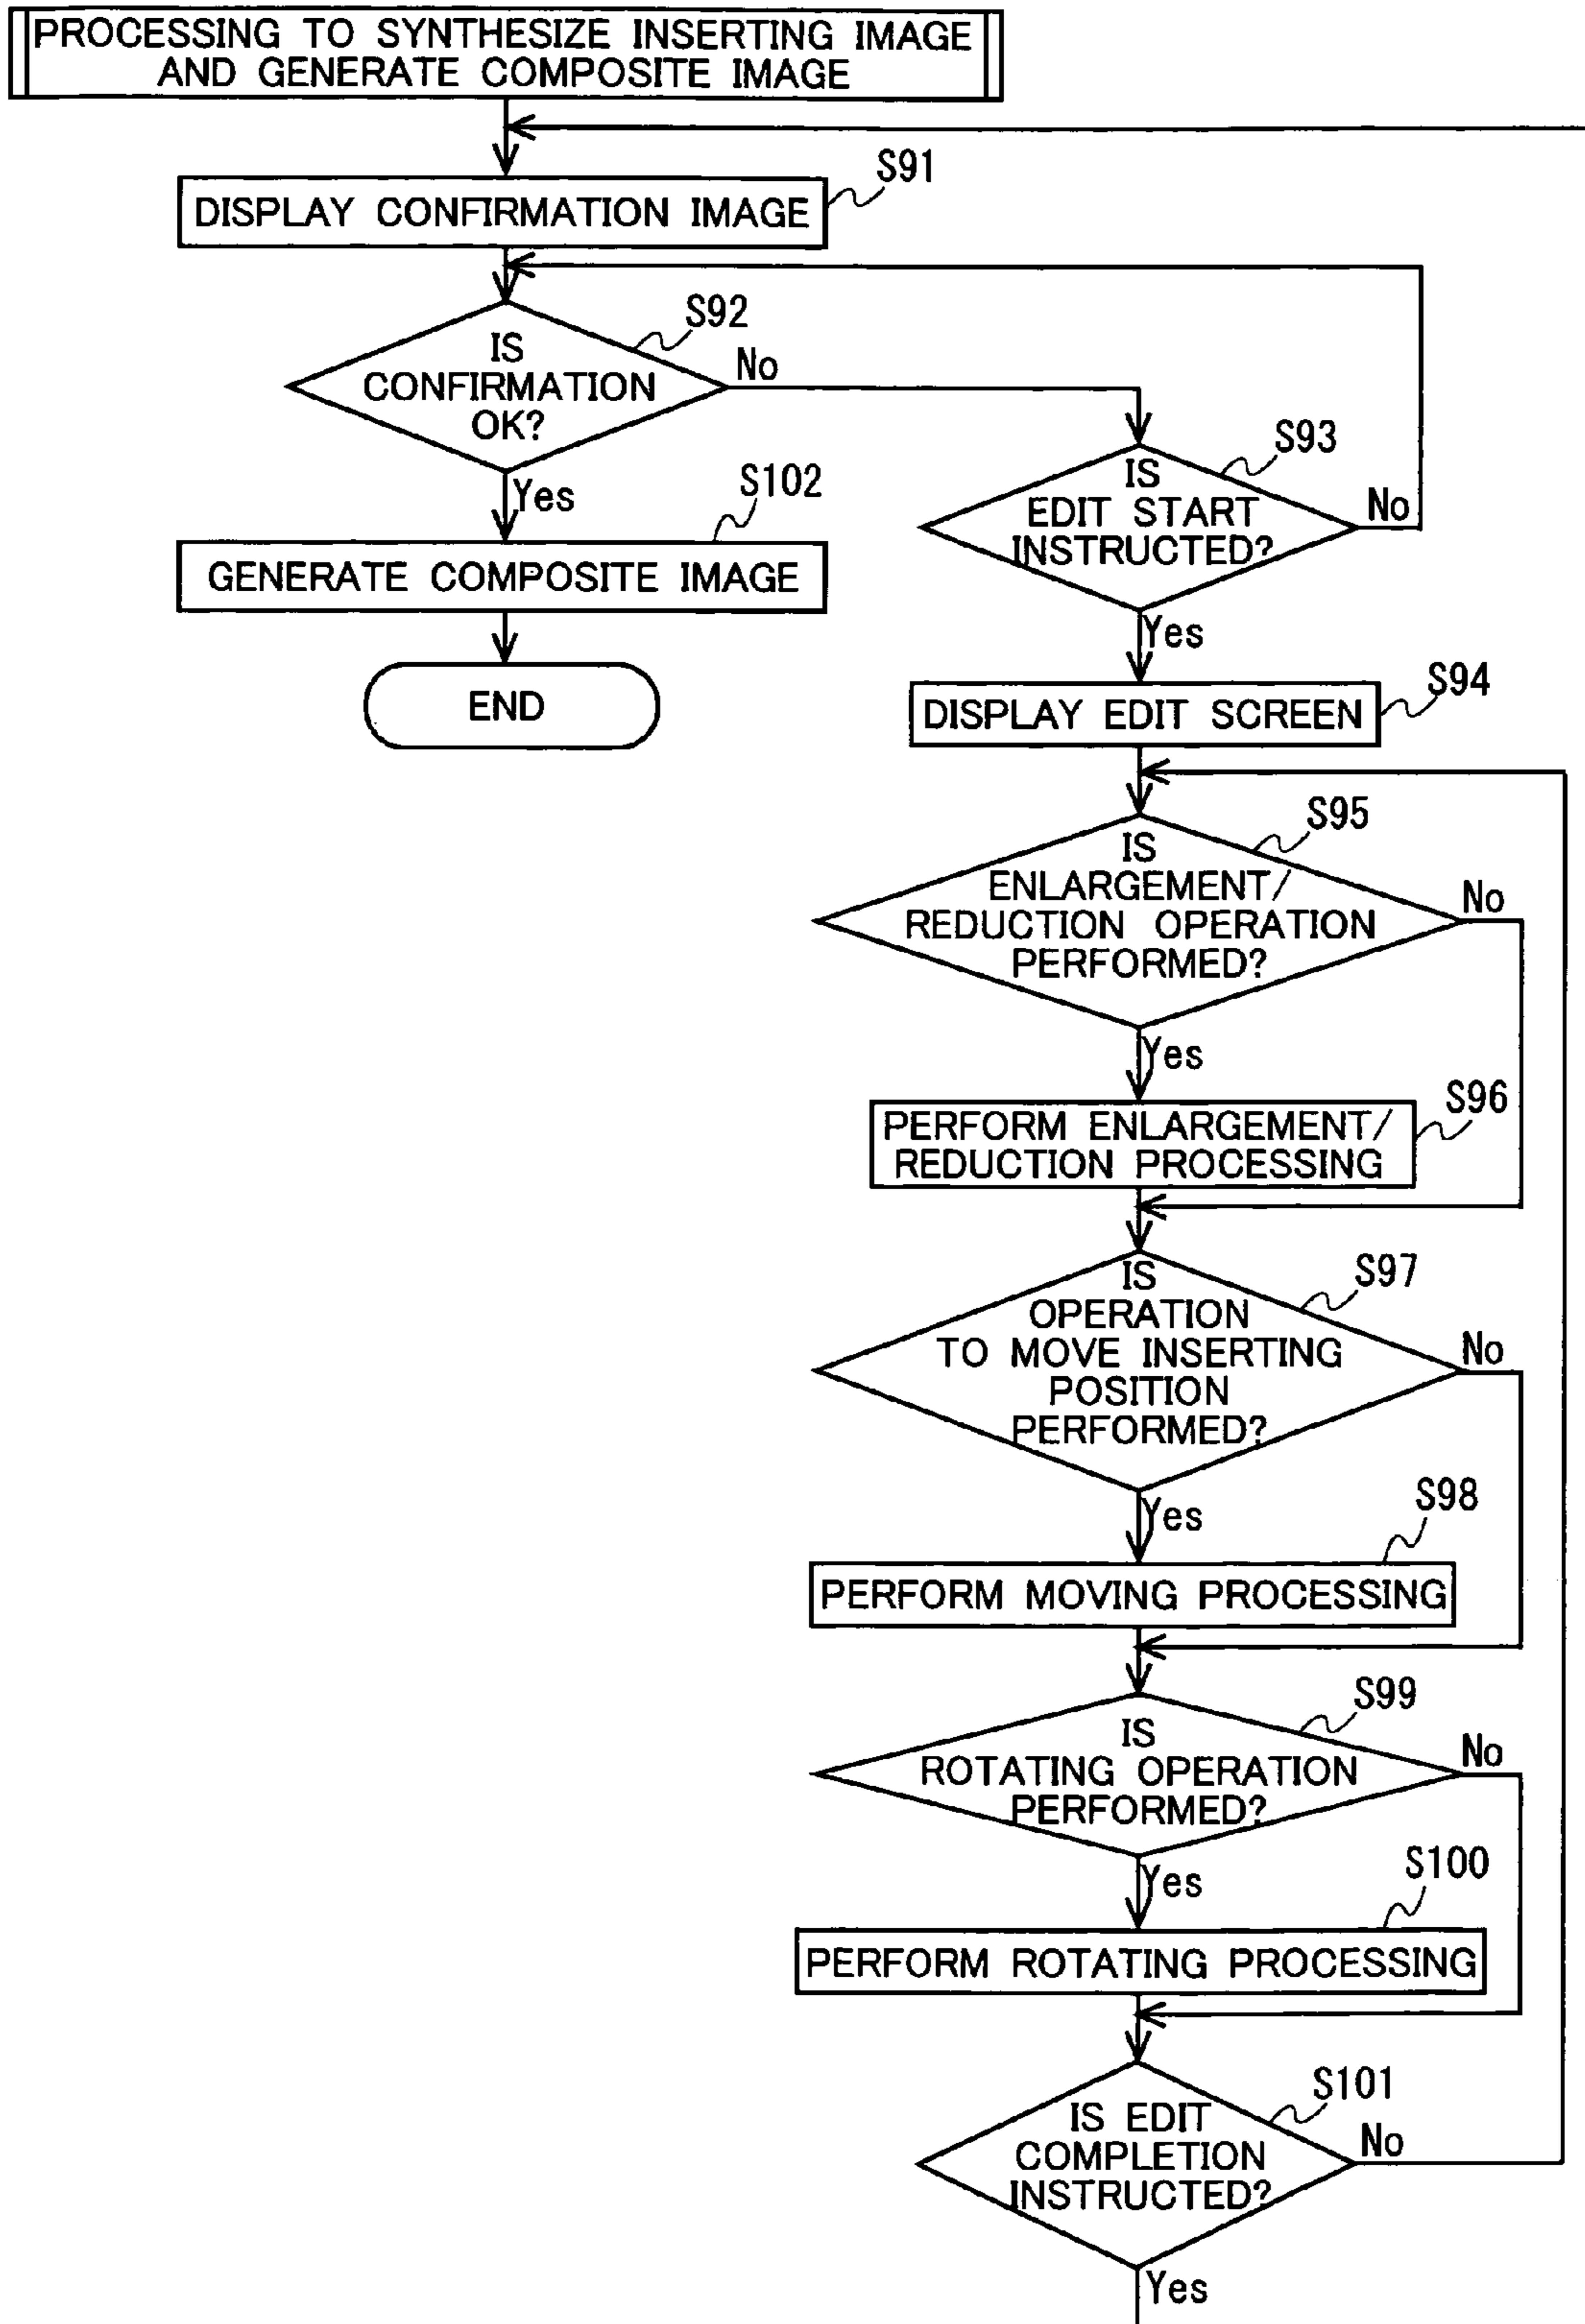 PROCESSING TO SYNTHESIZE INSERTING IMAGE
AND GENERATE COMPOSITE IMAGE
S91
DISPLAY CONFIRMATION IMAGE
S92
IS
CONFIRMATION
OK?
No
Yes
S102
GENERATE COMPOSITE IMAGE
END
S93
IS
EDIT START
INSTRUCTED?
No
Yes
S94
DISPLAY EDIT SCREEN
S95
IS
ENLARGEMENT/
REDUCTION OPERATION
PERFORMED?
No
Yes
S96
PERFORM ENLARGEMENT/
REDUCTION PROCESSING
S97
IS
OPERATION
TO MOVE INSERTING
POSITION
PERFORMED?
No
Yes
S98
PERFORM MOVING PROCESSING
S99
IS
ROTATING OPERATION
PERFORMED?
No
Yes
S100
PERFORM ROTATING PROCESSING
S101
IS EDIT
COMPLETION
INSTRUCTED?
No
Yes